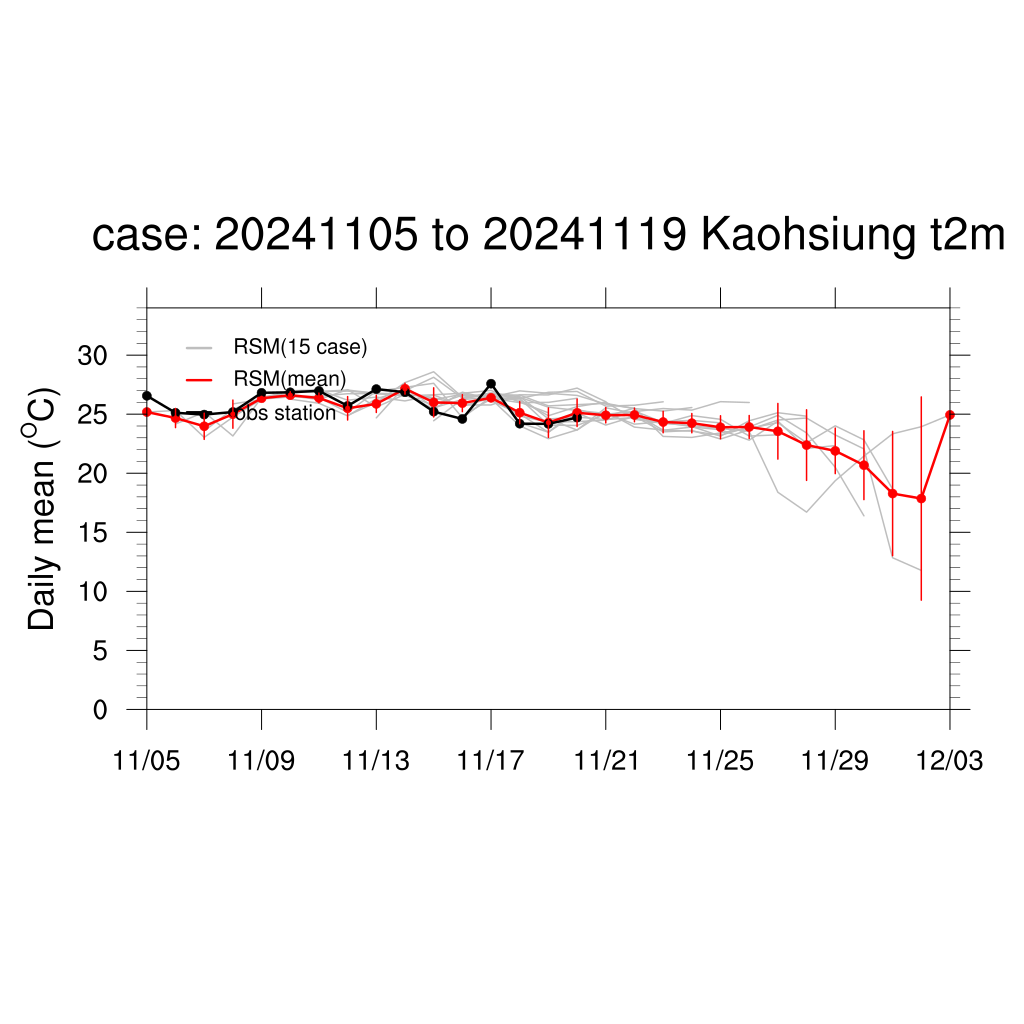 case: 20241105 to 20241119 Kaohsiung t2m
Daily mean (°C)
RSM(15 case)
RSM(mean)
obs station
30
25
20
15
10
5
0
11/05 11/09 11/13 11/17 11/21 11/25 11/29 12/03